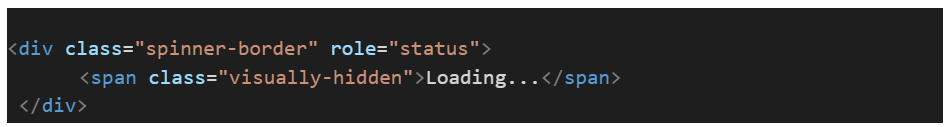 <div class="spinner-border" role="status">
<span class="visually-hidden">Loading...</span>
</div>